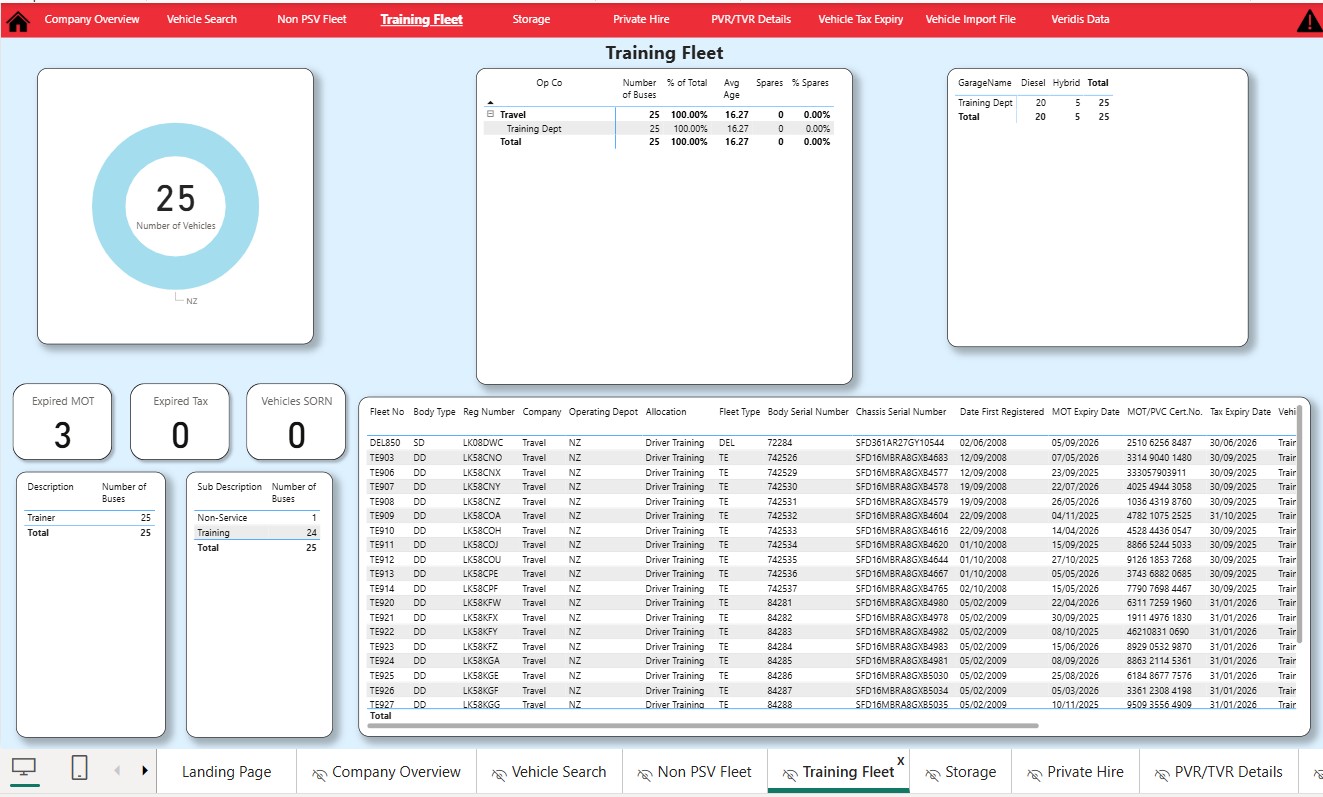 Company Overview Vehicle Search Non PSV Fleet Training Fleet Storage Private Hire PVR/TVR Details Vehicle Tax Expiry Vehicle Import File Veridis Data
Training Fleet
25
Number of Vehicles
NZ
Op Co Number of Buses % of Total Avg Age Spares % Spares
Travel 25 100.00% 16.27 0 0.00%
Training Dept 25 100.00% 16.27 0 0.00%
Total 25 100.00% 16.27 0 0.00%
GarageName Diesel Hybrid Total
Training Dept 20 5 25
Total 20 5 25
Expired MOT
3
Expired Tax
0
Vehicles SORN
0
Description Number of Buses
Trainer 25
Total 25
Sub Description Number of Buses
Non-Service 1
Training 24
Total 25
Fleet No Body Type Reg Number Company Operating Depot Allocation Fleet Type Body Serial Number Chassis Serial Number Date First Registered MOT Expiry Date MOT/PVC Cert.No. Tax Expiry Date Vehi
DEL850 SD LK08DWC Travel NZ Driver Training DEL 72284 SFD361AR27GY10544 02/06/2008 05/09/2026 2510 6256 8487 30/06/2026 Trair
TE903 DD LK58CNO Travel NZ Driver Training TE 742526 SFD16MBRA8GXB4683 12/09/2008 07/05/2026 3314 9040 1480 30/09/2025 Trair
TE906 DD LK58CNX Travel NZ Driver Training TE 742529 SFD16MBRA8GXB4577 12/09/2008 23/09/2025 333057903911 30/09/2025 Trair
TE907 DD LK58CNY Travel NZ Driver Training TE 742530 SFD16MBRA8GXB4578 19/09/2008 22/07/2026 4025 4944 3058 30/09/2025 Trair
TE908 DD LK58CNZ Travel NZ Driver Training TE 742531 SFD16MBRA8GXB4579 19/09/2008 26/05/2026 1036 4319 8760 30/09/2025 Trair
TE909 DD LK58COA Travel NZ Driver Training TE 742532 SFD16MBRA8GXB4604 22/09/2008 04/11/2025 4782 1075 2525 31/10/2025 Trair
TE910 DD LK58COH Travel NZ Driver Training TE 742533 SFD16MBRA8GXB4616 22/09/2008 14/04/2026 4528 4436 0547 30/09/2025 Trair
TE911 DD LK58COJ Travel NZ Driver Training TE 742534 SFD16MBRA8GXB4620 01/10/2008 15/09/2025 8866 5244 5033 30/09/2025 Trair
TE912 DD LK58COU Travel NZ Driver Training TE 742535 SFD16MBRA8GXB4644 01/10/2008 27/10/2025 9126 1853 7268 30/09/2025 Trair
TE913 DD LK58CPE Travel NZ Driver Training TE 742536 SFD16MBRA8GXB4667 01/10/2008 05/05/2026 3743 6882 0685 30/09/2025 Trair
TE914 DD LK58CPF Travel NZ Driver Training TE 742537 SFD16MBRA8GXB4765 02/10/2008 15/05/2026 7790 7698 4467 30/09/2025 Trair
TE920 DD LK58KFW Travel NZ Driver Training TE 84281 SFD16MBRA8GXB4980 05/02/2009 22/04/2026 6311 7259 1960 31/01/2026 Trair
TE921 DD LK58KFX Travel NZ Driver Training TE 84282 SFD16MBRA8GXB4978 05/02/2009 30/09/2025 1911 4976 1830 31/01/2026 Trair
TE922 DD LK58KFY Travel NZ Driver Training TE 84283 SFD16MBRA8GXB4982 05/02/2009 08/10/2025 46210831 0690 31/01/2026 Trair
TE923 DD LK58KFZ Travel NZ Driver Training TE 84284 SFD16MBRA8GXB4983 05/02/2009 15/06/2026 8929 0532 9870 31/01/2026 Trair
TE924 DD LK58KGA Travel NZ Driver Training TE 84285 SFD16MBRA8GXB4981 05/02/2009 08/09/2026 8863 2114 5361 31/01/2026 Trair
TE925 DD LK58KGE Travel NZ Driver Training TE 84286 SFD16MBRA8GXB5030 05/02/2009 25/08/2026 6184 8677 7576 31/01/2026 Trair
TE926 DD LK58KGF Travel NZ Driver Training TE 84287 SFD16MBRA8GXB5034 05/02/2009 05/03/2026 3361 2308 4198 31/01/2026 Trair
TE927 DD LK58KGG Travel NZ Driver Training TE 84288 SFD16MBRA8GXB5035 05/02/2009 10/11/2025 9509 3556 4909 31/01/2026 Trair
Total
Landing Page Company Overview Vehicle Search Non PSV Fleet Training Fleet X Storage Private Hire PVR/TVR Details